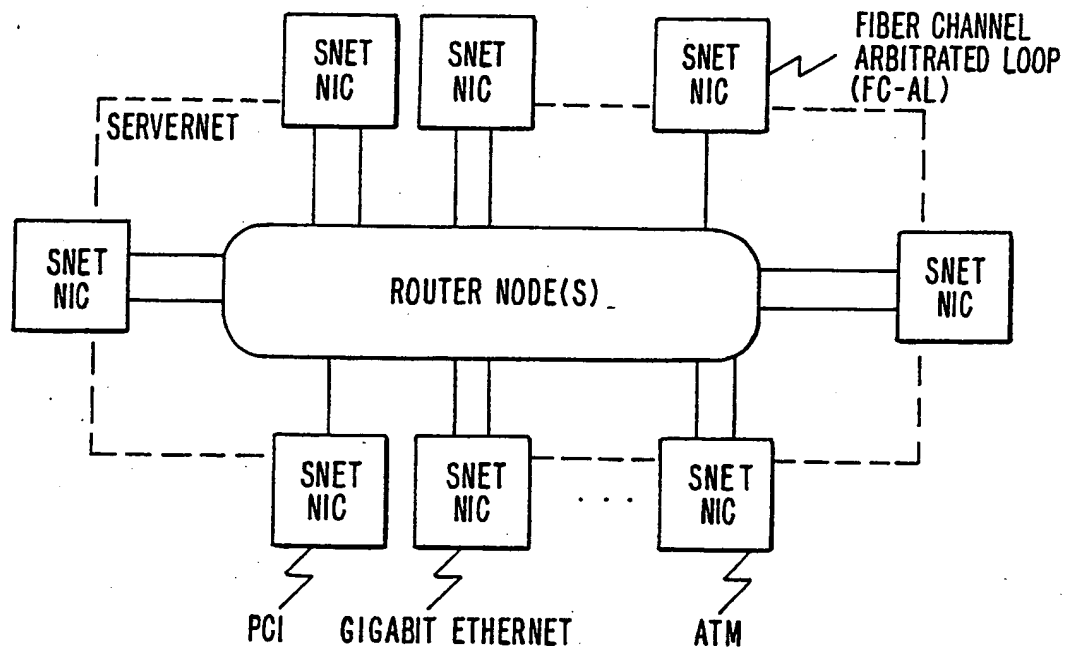 SNET
NIC
SNET
NIC
SNET
NIC
FIBER CHANNEL
ARBITRATED LOOP
(FC-AL)
SERVERNET
SNET
NIC
ROUTER NODE(S)
SNET
NIC
SNET
NIC
SNET
NIC
. . .
SNET
NIC
PCI
GIGABIT ETHERNET
ATM